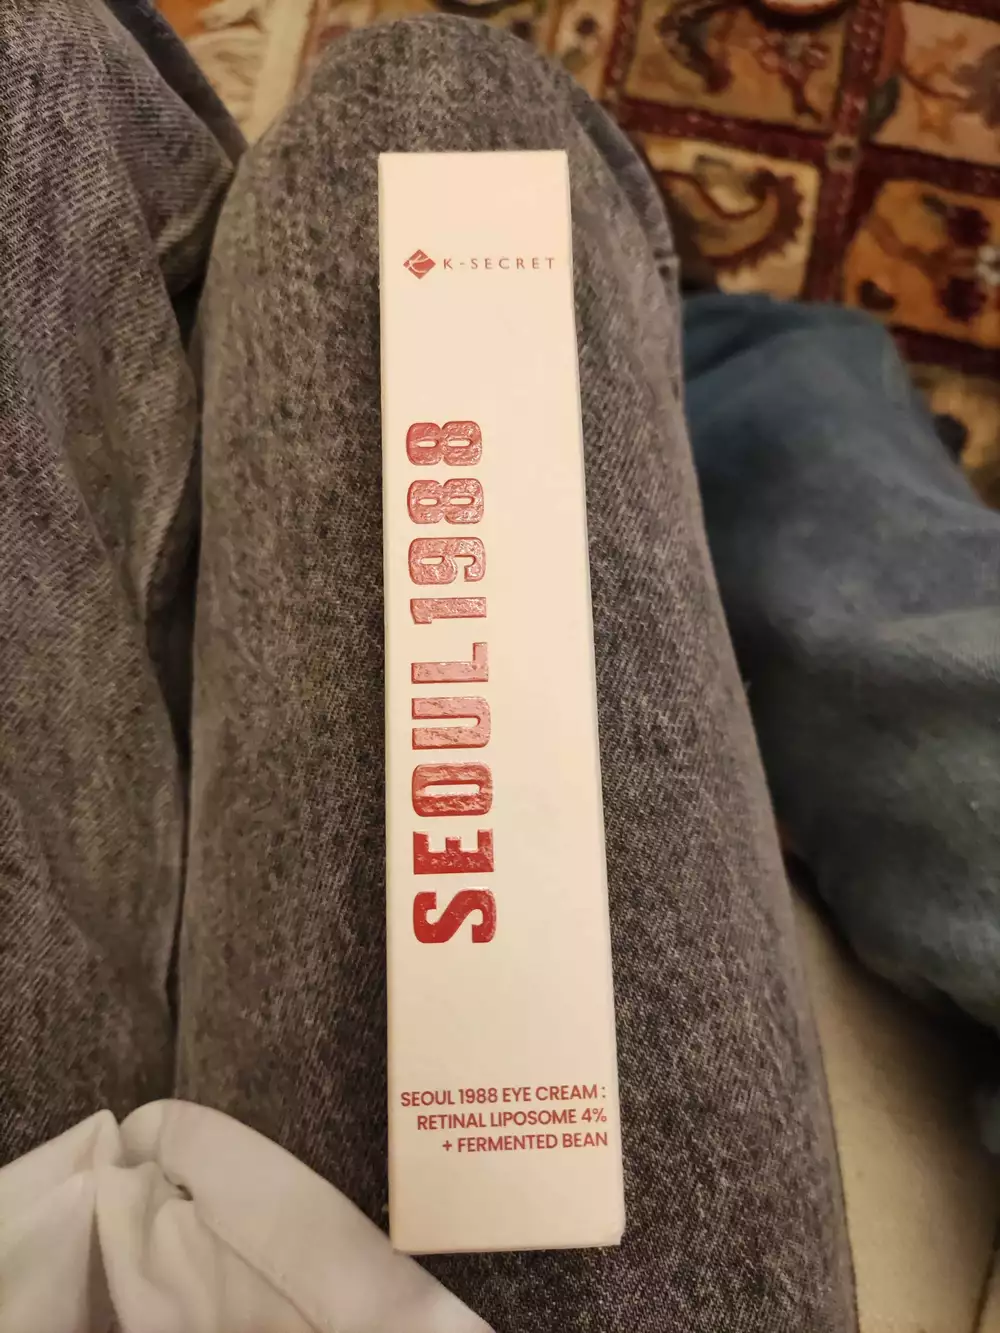 K-SECRET
SEOUL 1988
SEOUL 1988 EYE CREAM :
RETINAL LIPOSOME 4%
+ FERMENTED BEAN